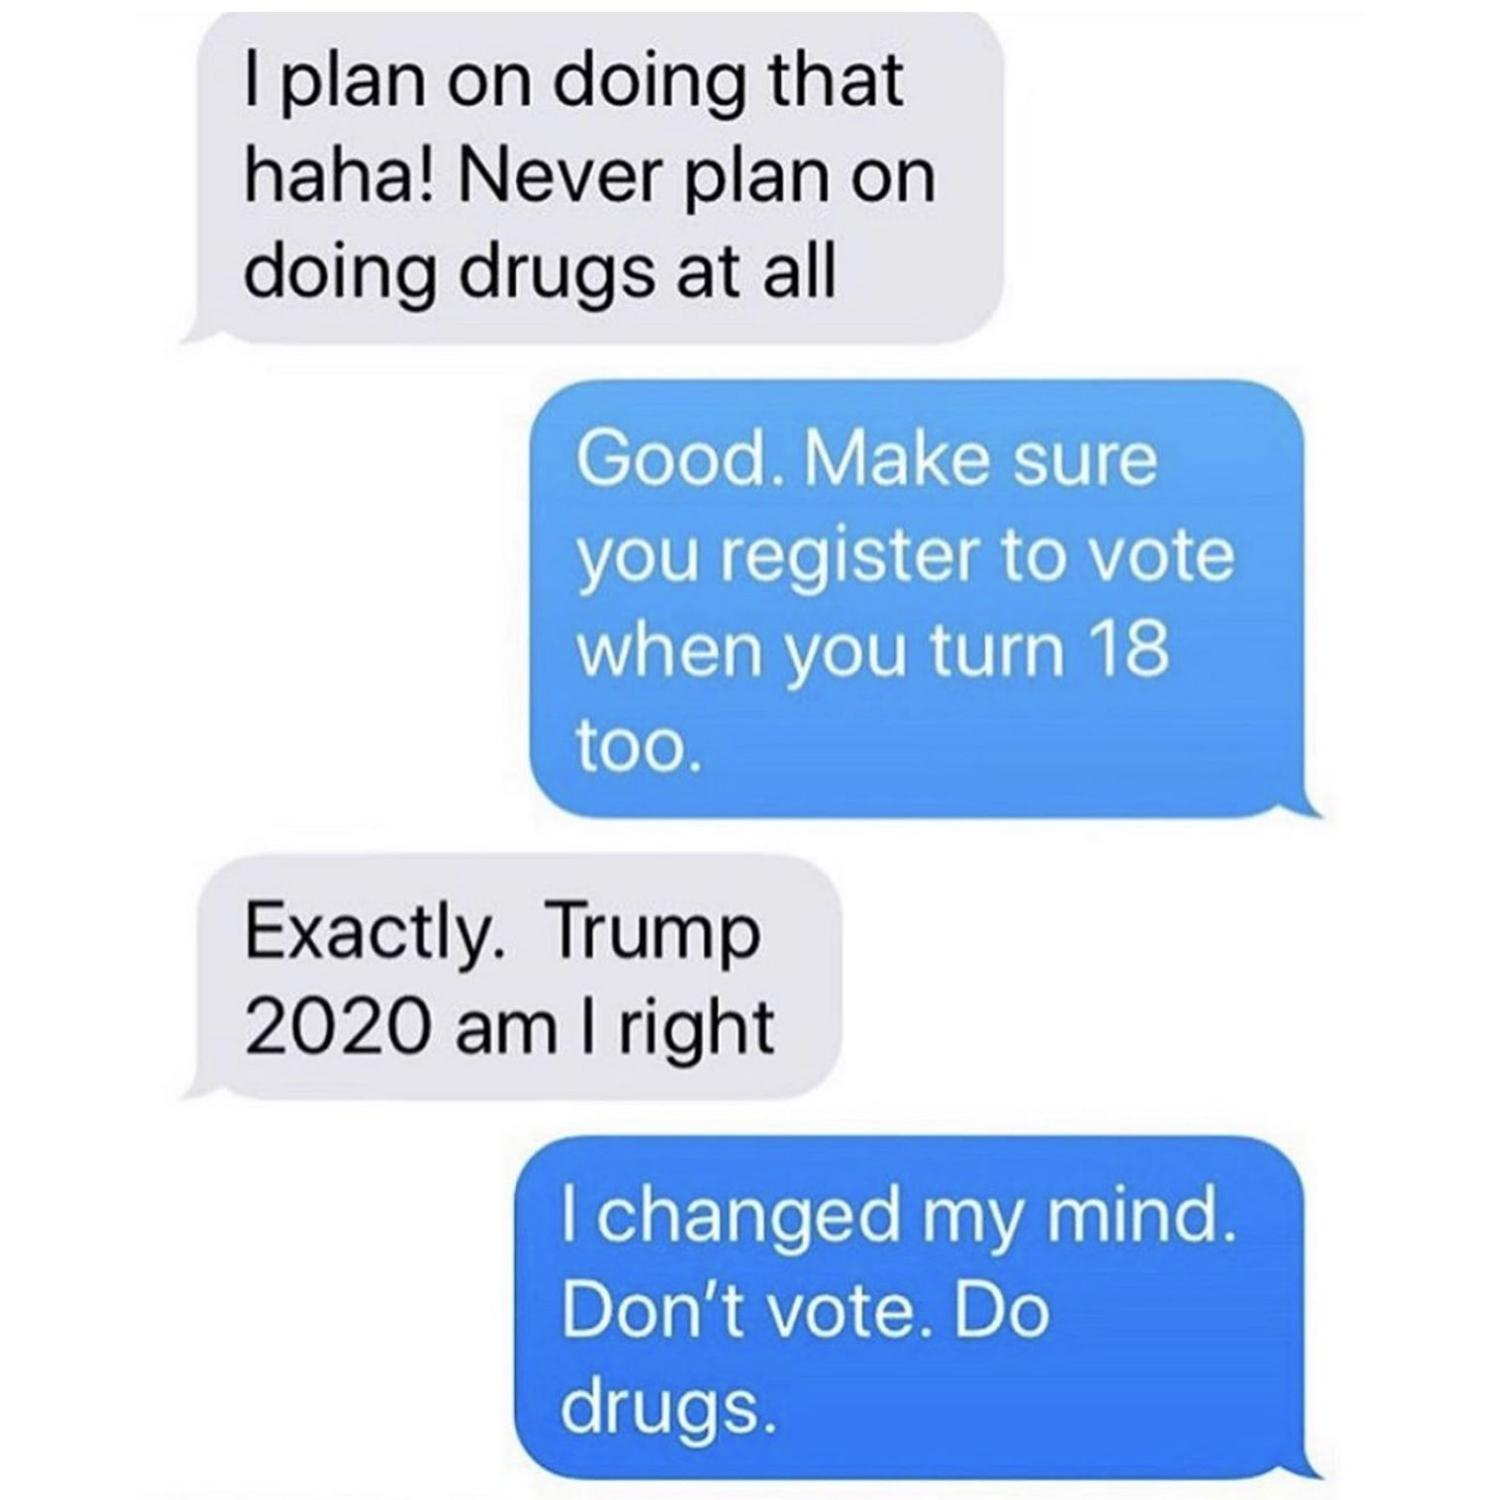 I plan on doing that
haha! Never plan on
doing drugs at all
Good. Make sure
you register to vote
when you turn 18
too.
Exactly.  Trump
2020 am I right
I changed my mind.
Don’t vote. Do
drugs.